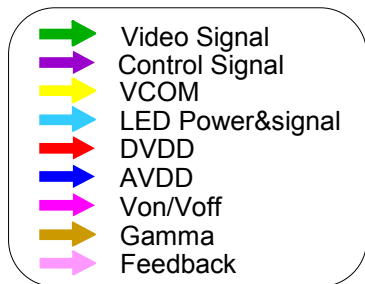 Video Signal
Control Signal
VCOM
LED Power&signal
DVDD
AVDD
Von/Voff
Gamma
Feedback